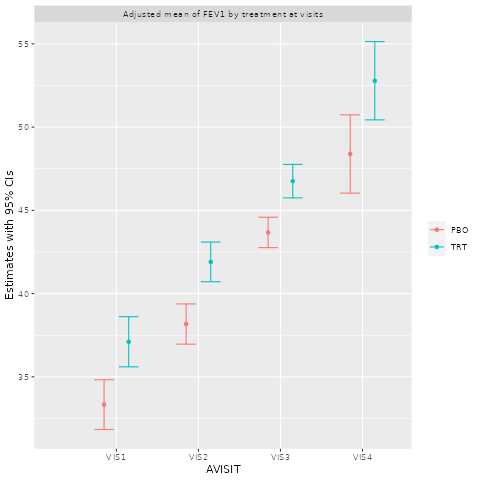 Adjusted mean of FEV1 by treatment at visits
Estimates with 95% CIs
55
50
45
40
35
VIS1 VIS2 VIS3 VIS4
AVISIT
PBO
TRT